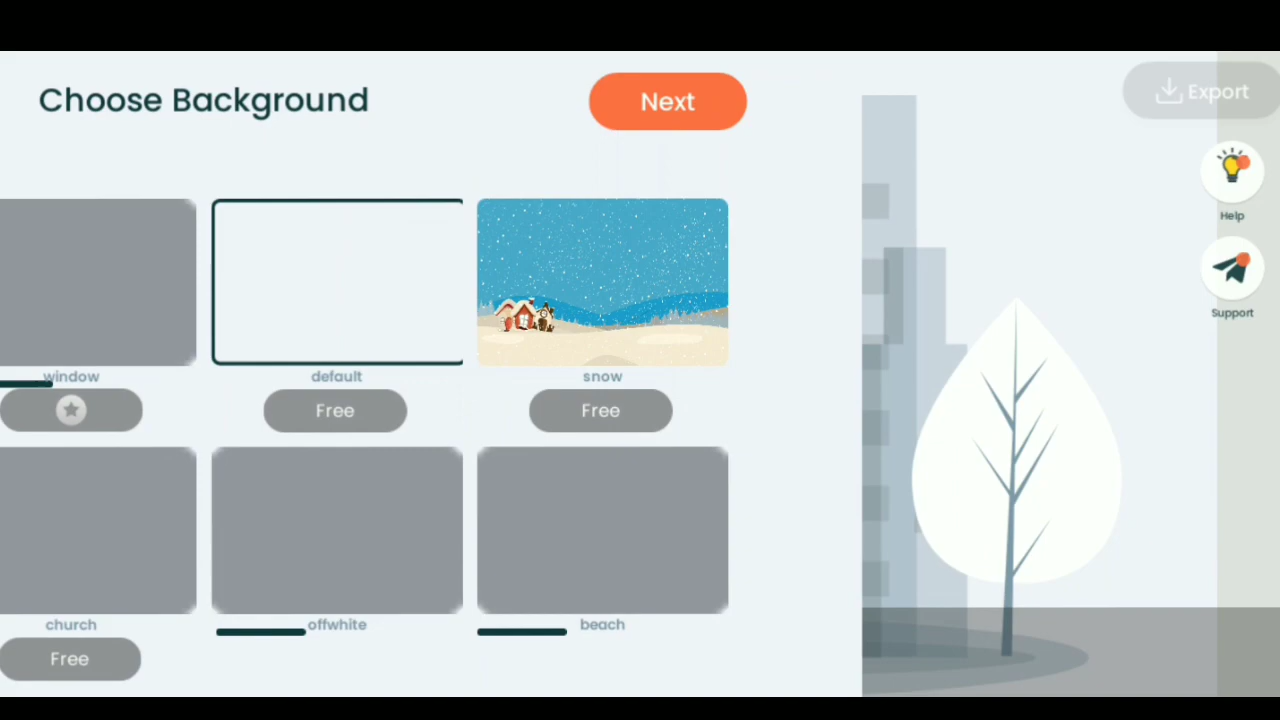 Choose Background
Next
Export
Help
Support
window
default
snow
Free
Free
church
offwhite
beach
Free